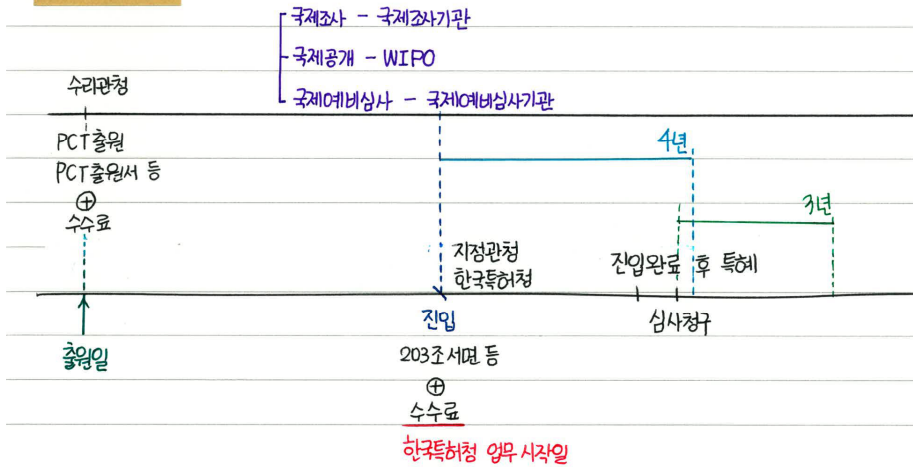 국제조사 - 국제조사기관
국제공개 - WIPO
국제예비심사 - 국제예비심사기관
수리관청
PCT출원
PCT출원서 등
⊕
수수료
출원일
4년
3년
지정관청
한국특허청
진입완료 후 특혜
진입
심사청구
203조서면 등
⊕
수수료
한국특허청 업무 시작일